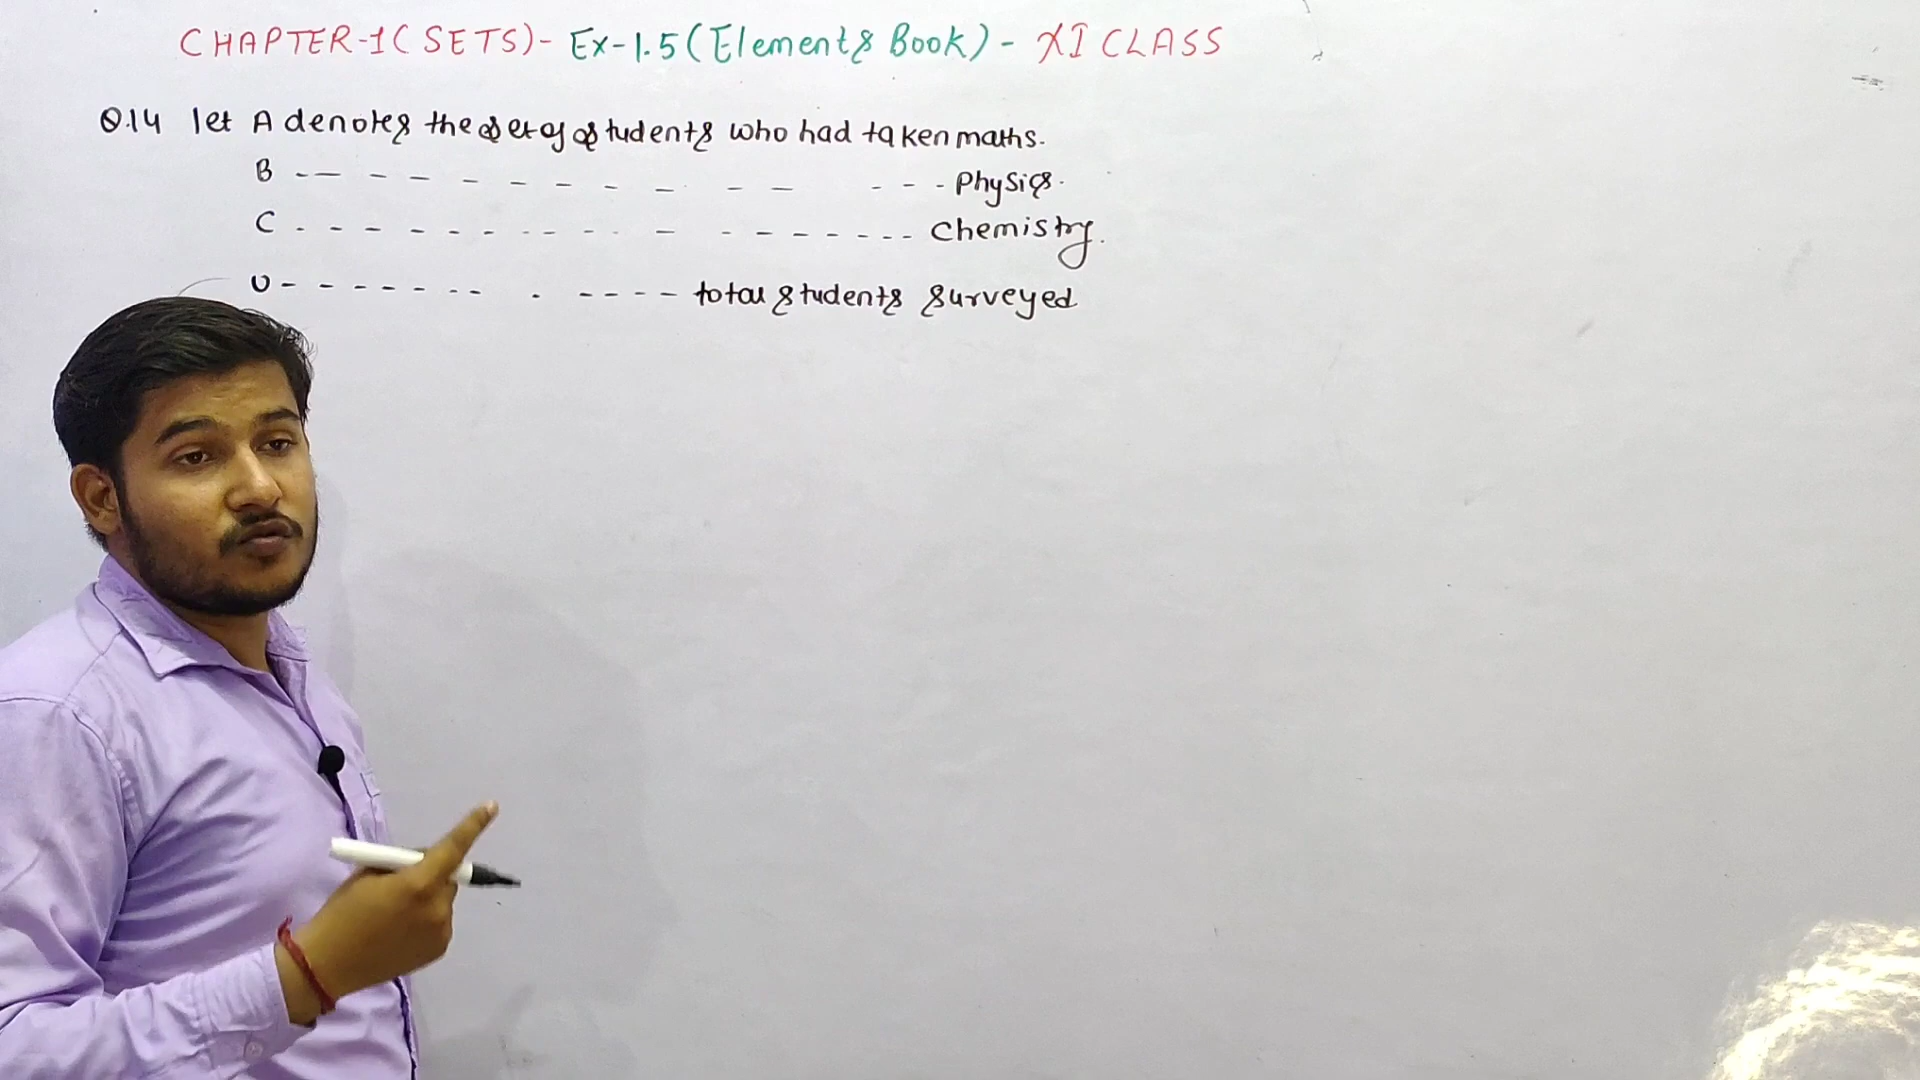 CHAPTER-1(SETS)- Ex-1.5(Elements Book)- XI CLASS
Q.14 let A denotes the set of students who had taken maths.
B - - - - - - - - - - - - - - Physics.
C - - - - - - - - - - - - - - - - - - Chemistry.
U - - - - - - - - - - - - total students surveyed